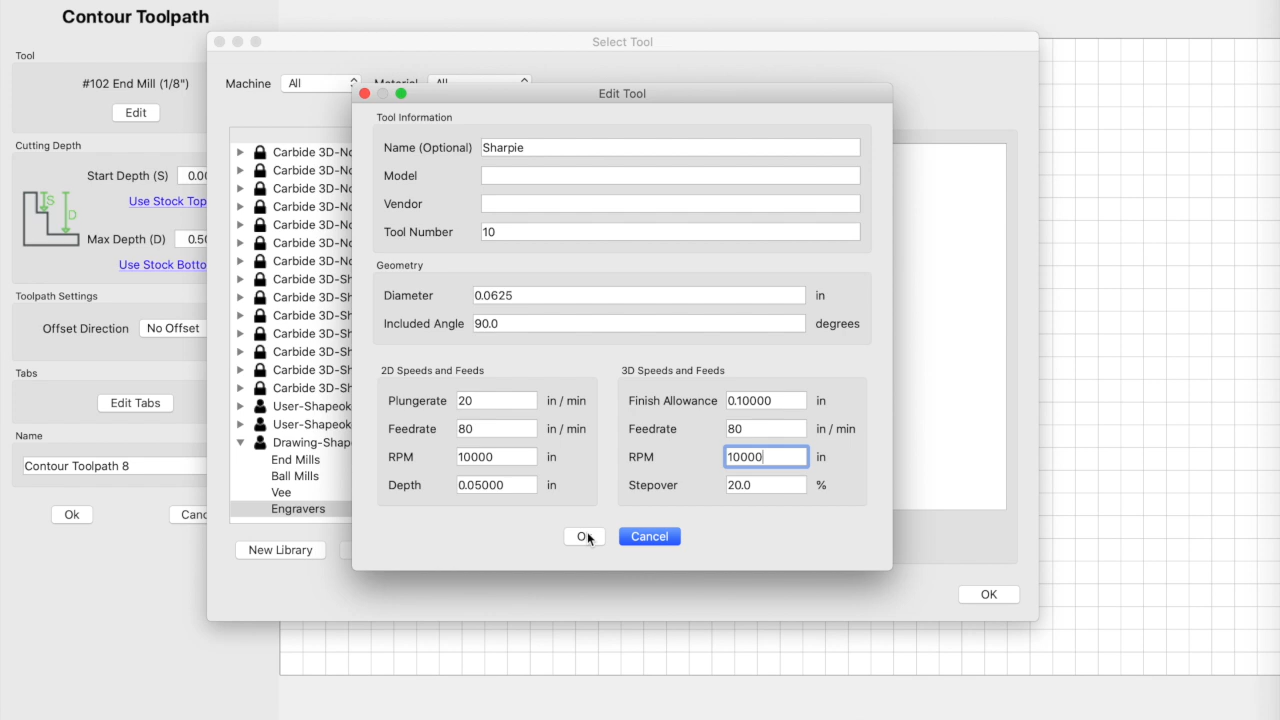 Contour Toolpath
Tool
#102 End Mill (1/8")
Edit
Cutting Depth
Start Depth (S) 0.00
Use Stock Top
S
D
Max Depth (D) 0.50
Use Stock Botto
Toolpath Settings
Offset Direction No Offset
Tabs
Edit Tabs
Name
Contour Toolpath 8
Ok Canc
Select Tool
Machine All Material All
Carbide 3D-No
Carbide 3D-No
Carbide 3D-No
Carbide 3D-No
Carbide 3D-No
Carbide 3D-No
Carbide 3D-No
Carbide 3D-Sh
Carbide 3D-Sh
Carbide 3D-Sh
Carbide 3D-Sh
Carbide 3D-Sh
Carbide 3D-Sh
Carbide 3D-Sh
User-Shapeok
User-Shapeok
Drawing-Shap
End Mills
Ball Mills
Vee
Engravers
New Library
OK
Edit Tool
Tool Information
Name (Optional) Sharpie
Model
Vendor
Tool Number 10
Geometry
Diameter 0.0625 in
Included Angle 90.0 degrees
2D Speeds and Feeds
Plungerate 20 in / min
Feedrate 80 in / min
RPM 10000 in
Depth 0.05000 in
3D Speeds and Feeds
Finish Allowance 0.10000 in
Feedrate 80 in / min
RPM 10000 in
Stepover 20.0 %
Cancel